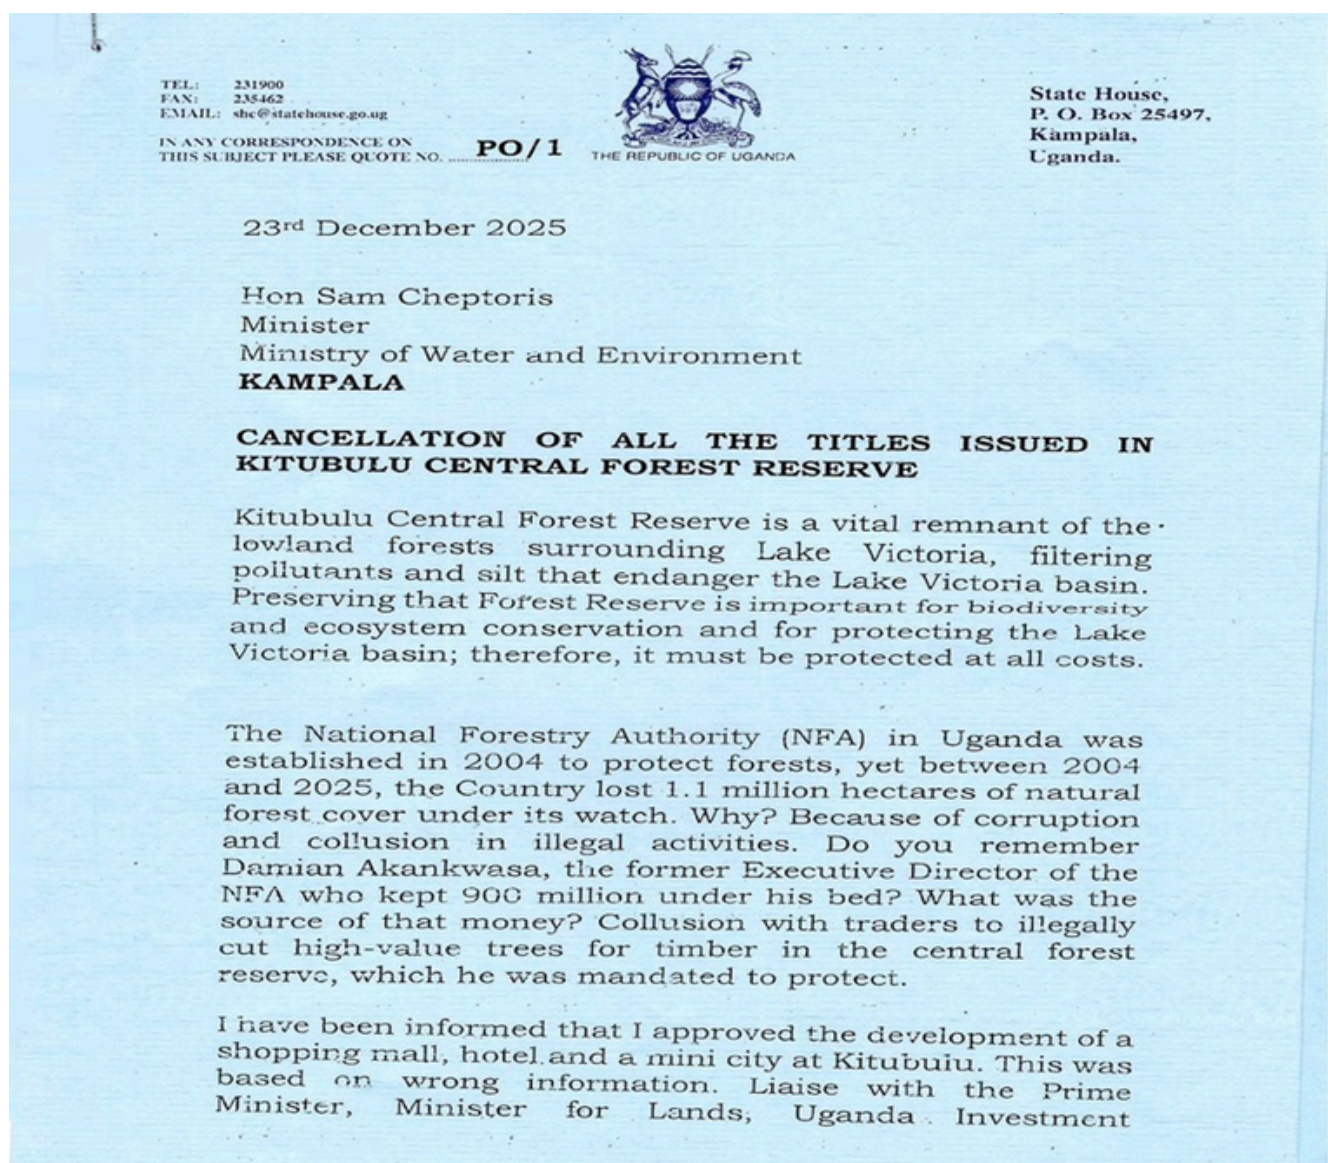 TEL: 231900
FAX: 235462
EMAIL: shc@statehouse.go.ug
IN ANY CORRESPONDENCE ON
THIS SUBJECT PLEASE QUOTE NO. ............... PO/1
THE REPUBLIC OF UGANDA
State House,
P. O. Box 25497,
Kampala,
Uganda.
23rd December 2025
Hon Sam Cheptoris
Minister
Ministry of Water and Environment
KAMPALA
CANCELLATION OF ALL THE TITLES ISSUED IN
KITUBULU CENTRAL FOREST RESERVE
Kitubulu Central Forest Reserve is a vital remnant of the
lowland forests surrounding Lake Victoria, filtering
pollutants and silt that endanger the Lake Victoria basin.
Preserving that Forest Reserve is important for biodiversity
and ecosystem conservation and for protecting the Lake
Victoria basin; therefore, it must be protected at all costs.
The National Forestry Authority (NFA) in Uganda was
established in 2004 to protect forests, yet between 2004
and 2025, the Country lost 1.1 million hectares of natural
forest cover under its watch. Why? Because of corruption
and collusion in illegal activities. Do you remember
Damian Akankwasa, the former Executive Director of the
NFA who kept 900 million under his bed? What was the
source of that money? Collusion with traders to illegally
cut high-value trees for timber in the central forest
reserve, which he was mandated to protect.
I have been informed that I approved the development of a
shopping mall, hotel and a mini city at Kitubulu. This was
based on wrong information. Liaise with the Prime
Minister, Minister for Lands, Uganda Investment